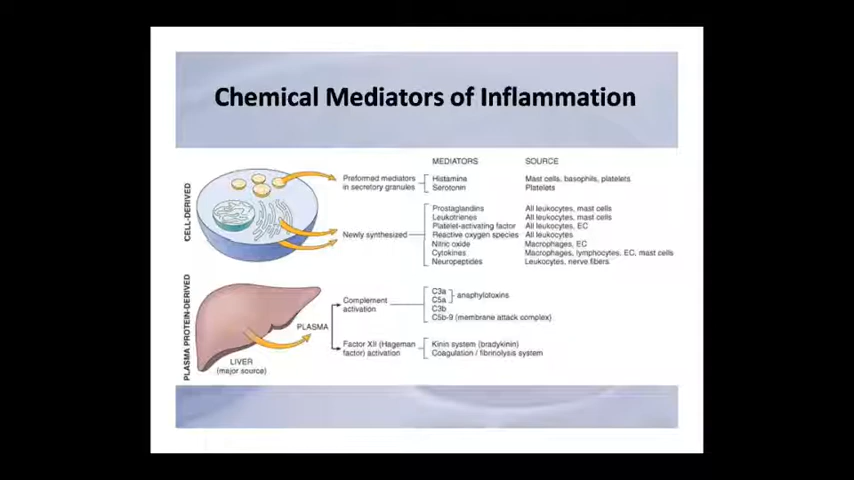 Chemical Mediators of Inflammation
MEDIATORS SOURCE
CELL-DERIVED
Preformed mediators in secretory granules
Histamine Mast cells, basophils, platelets
Serotonin Platelets
Newly synthesized
Prostaglandins All leukocytes, mast cells
Leukotrienes All leukocytes, mast cells
Platelet-activating factor All leukocytes, EC
Reactive oxygen species All leukocytes
Nitric oxide Macrophages, EC
Cytokines Macrophages, lymphocytes, EC, mast cells
Neuropeptides Leukocytes, nerve fibers
PLASMA PROTEIN-DERIVED
LIVER
(major source)
PLASMA
Complement
activation
C3a
C5a
anaphylotoxins
C3b
C5b-9 (membrane attack complex)
Factor XII (Hageman
factor) activation
Kinin system (bradykinin)
Coagulation / fibrinolysis system